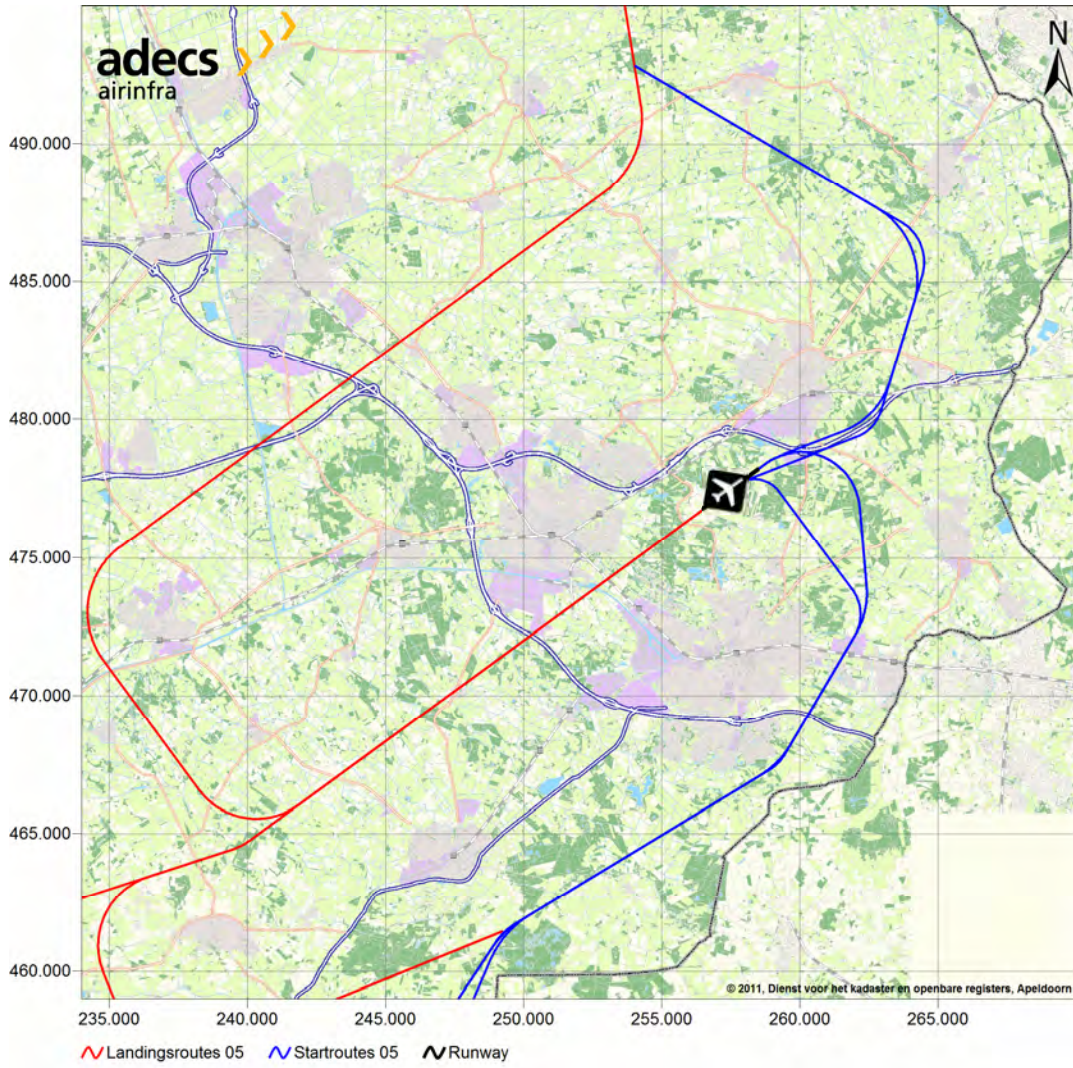 adecs
airinfra
N
490.000
485.000
480.000
475.000
470.000
465.000
460.000
© 2011, Dienst voor het kadaster en openbare registers, Apeldoorn
235.000 240.000 245.000 250.000 255.000 260.000 265.000
Landingsroutes 05 Startroutes 05 Runway